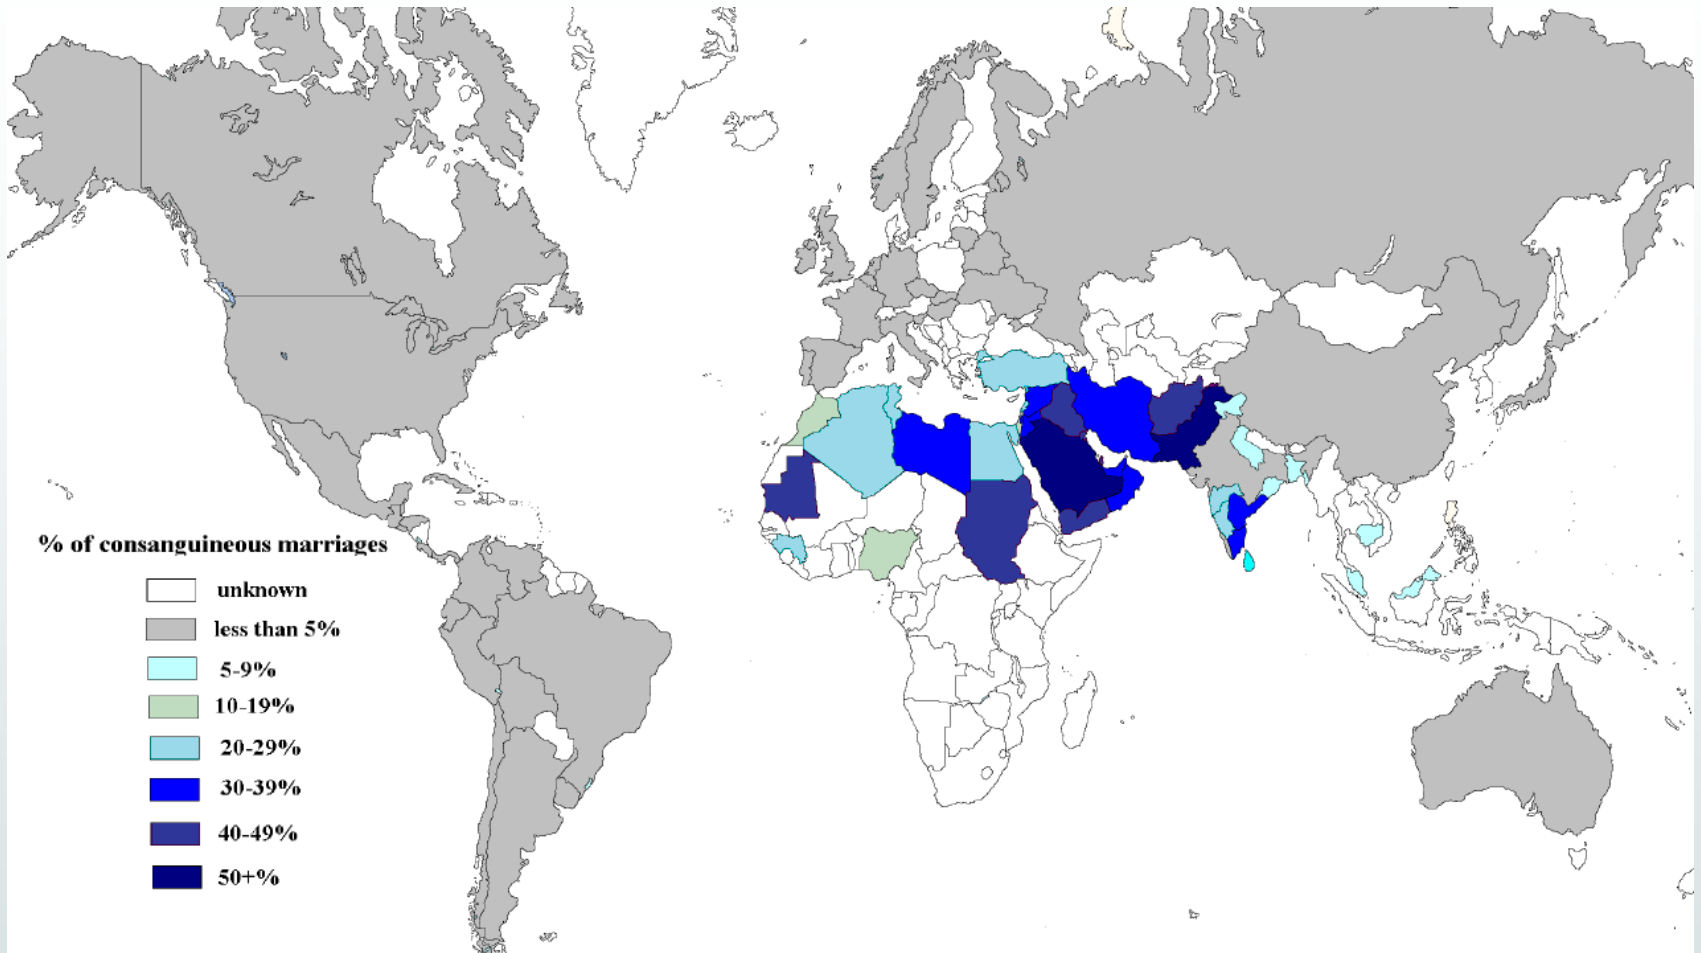 % of consanguineous marriages
unknown
less than 5%
5-9%
10-19%
20-29%
30-39%
40-49%
50+%